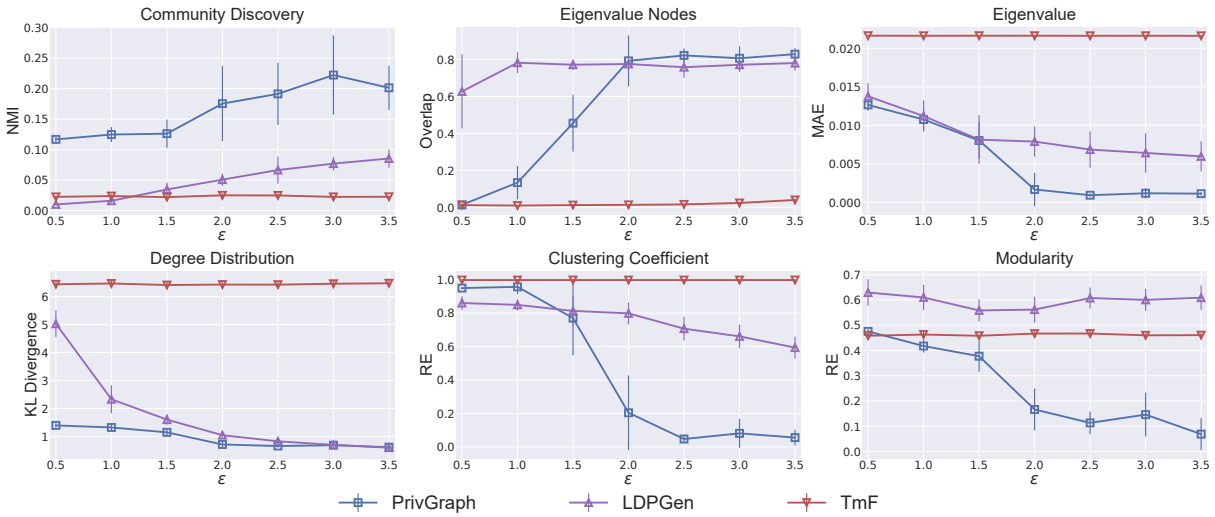 Community Discovery
NMI
0.30
0.25
0.20
0.15
0.10
0.05
0.00
0.5 1.0 1.5 2.0 2.5 3.0 3.5
ε
Eigenvalue Nodes
Overlap
0.8
0.6
0.4
0.2
0.0
0.5 1.0 1.5 2.0 2.5 3.0 3.5
ε
Eigenvalue
MAE
0.020
0.015
0.010
0.005
0.000
0.5 1.0 1.5 2.0 2.5 3.0 3.5
ε
Degree Distribution
KL Divergence
6
5
4
3
2
1
0.5 1.0 1.5 2.0 2.5 3.0 3.5
ε
Clustering Coefficient
RE
1.0
0.8
0.6
0.4
0.2
0.0
0.5 1.0 1.5 2.0 2.5 3.0 3.5
ε
Modularity
RE
0.7
0.6
0.5
0.4
0.3
0.2
0.1
0.0
0.5 1.0 1.5 2.0 2.5 3.0 3.5
ε
PrivGraph LDPGen TmF